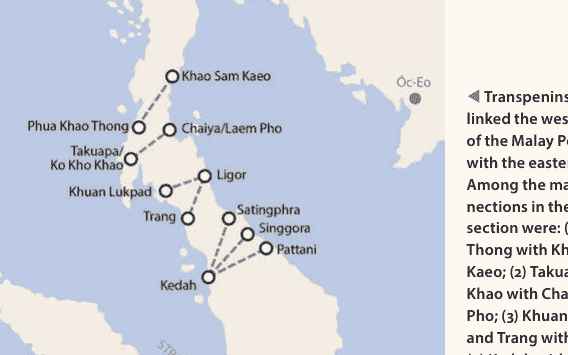 Khao Sam Kaeo
Óc-Eo
Phua Khao Thong
Chaiya/Laem Pho
Takuapa/
Ko Kho Khao
Ligor
Khuan Lukpad
Trang
Satingphra
Singgora
Pattani
Kedah
STR
◀ Transpenins
linked the wes
of the Malay Pe
with the easter
Among the ma
nections in the
section were: (
Thong with Kh
Kaeo; (2) Takua
Khao with Cha
Pho; (3) Khuan
and Trang with